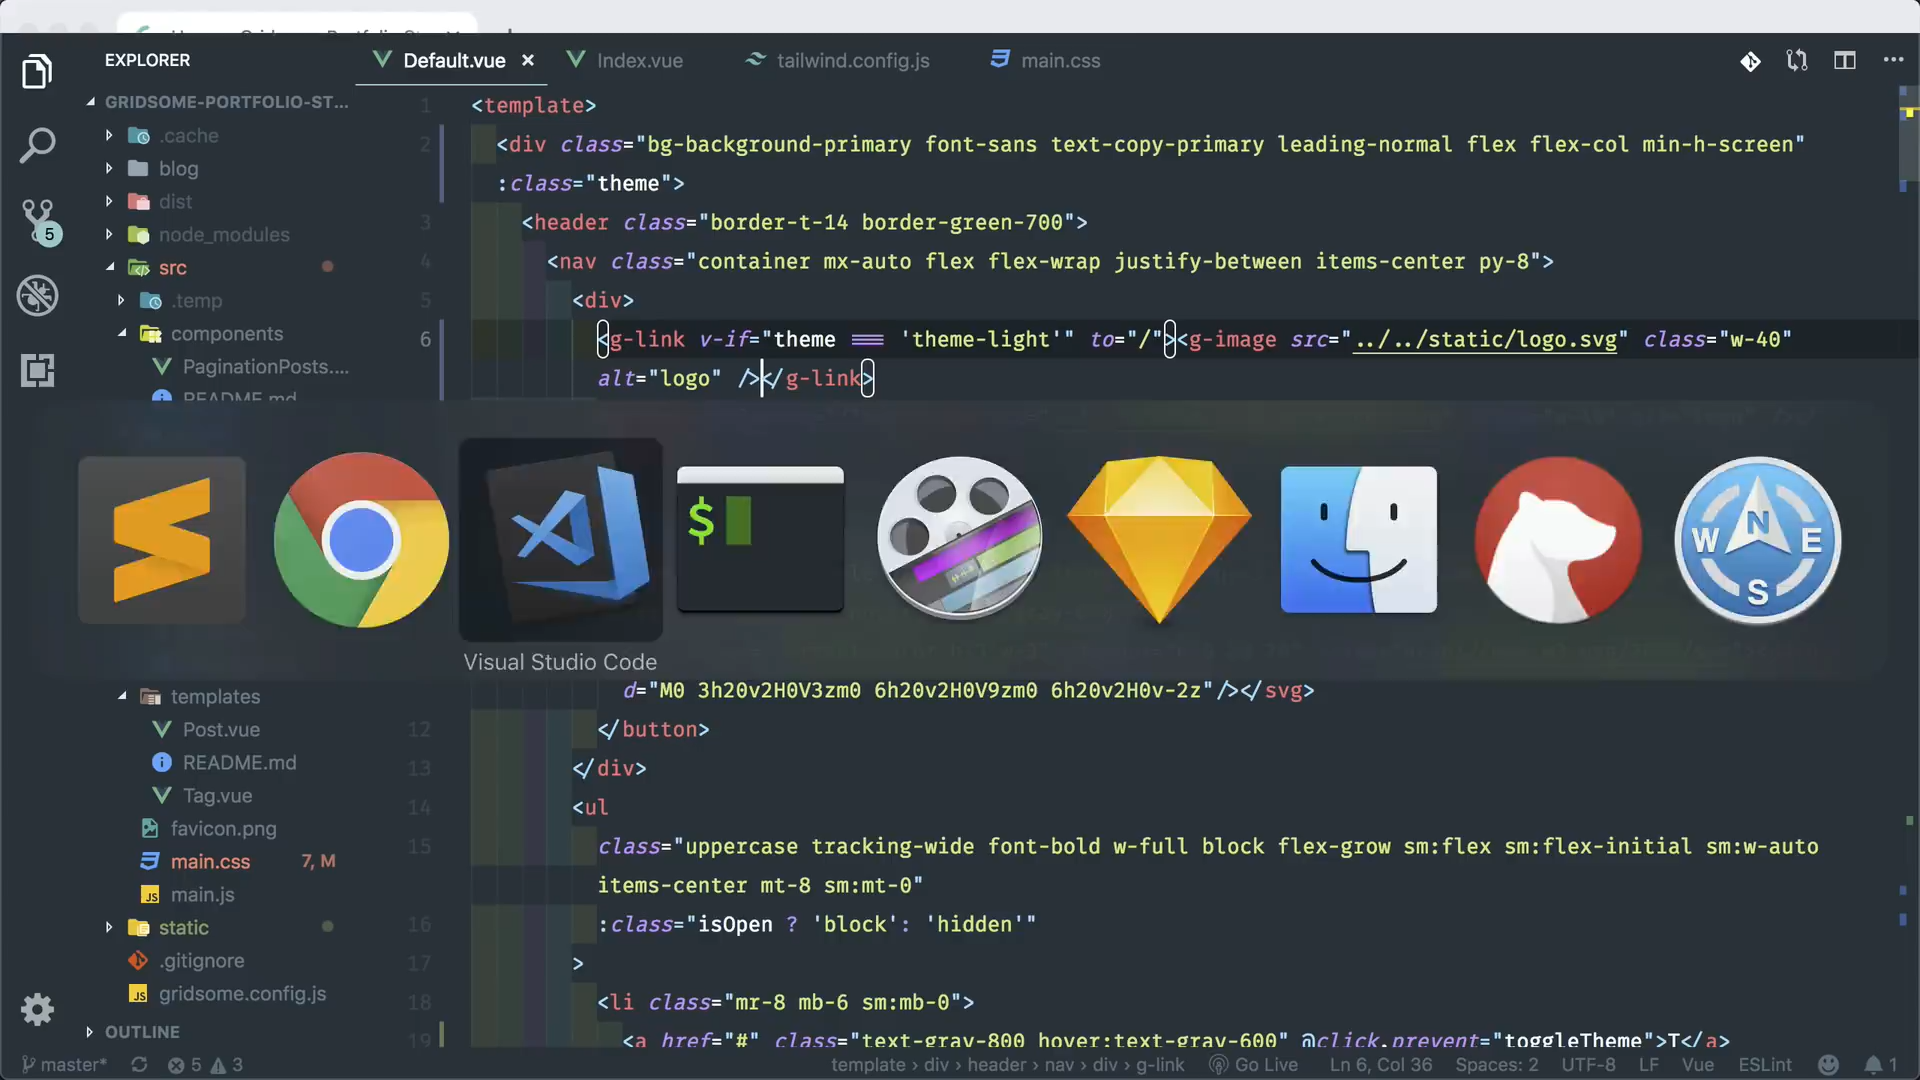 EXPLORER
Default.vue ×
Index.vue
tailwind.config.js
main.css
GRIDSOME-PORTFOLIO-ST...
.cache
blog
dist
node_modules
src
.temp
components
PaginationPosts....
README.md
templates
Post.vue
README.md
Tag.vue
favicon.png
main.css 7, M
main.js
static
.gitignore
gridsome.config.js
OUTLINE
5
1 <template>
2 <div class="bg-background-primary font-sans text-copy-primary leading-normal flex flex-col min-h-screen"
:class="theme">
3 <header class="border-t-14 border-green-700">
4 <nav class="container mx-auto flex flex-wrap justify-between items-center py-8">
5 <div>
6 <g-link v-if="theme === 'theme-light'" to="/"><g-image src="../../static/logo.svg" class="w-40"
alt="logo" /></g-link>
$
N
W E
S
Visual Studio Code
d="M0 3h20v2H0V3zm0 6h20v2H0V9zm0 6h20v2H0v-2z"/></svg>
12 </button>
13 </div>
14 <ul
15 class="uppercase tracking-wide font-bold w-full block flex-grow sm:flex sm:flex-initial sm:w-auto
items-center mt-8 sm:mt-0"
16 :class="isOpen ? 'block': 'hidden'"
17 >
18 <li class="mr-8 mb-6 sm:mb-0">
19 <a href="#" class="text-gray-800 hover:text-gray-600" @click.prevent="toggleTheme">T</a>
master* 5 3
template › div › header › nav › div › g-link
Go Live
Ln 6, Col 36
Spaces: 2
UTF-8
LF
Vue
ESLint
1